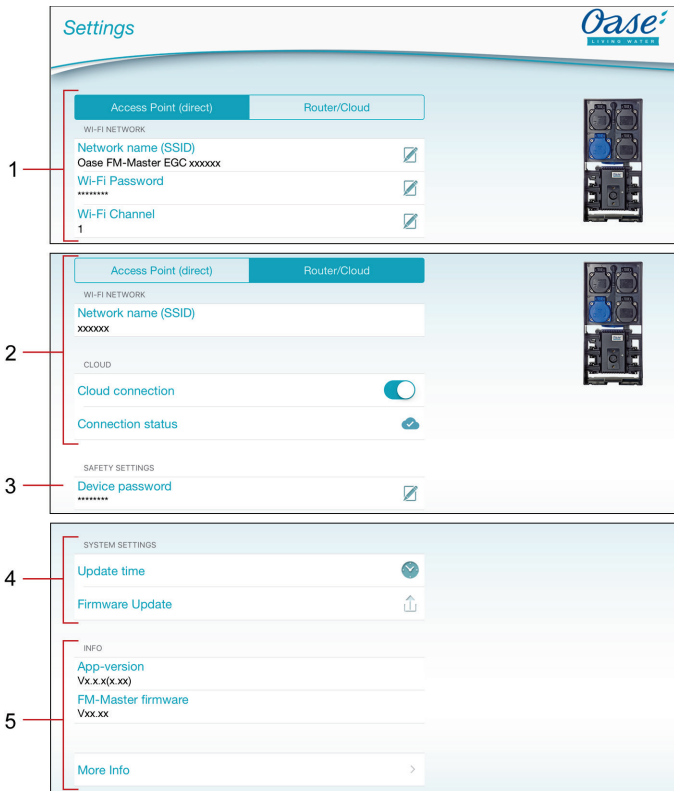 Settings
Oase
LIVING WATER
1
Access Point (direct)
Router/Cloud
WI-FI NETWORK
Network name (SSID)
Oase FM-Master EGC xxxxxx
Wi-Fi Password
********
Wi-Fi Channel
1
2
Access Point (direct)
Router/Cloud
WI-FI NETWORK
Network name (SSID)
xxxxxx
CLOUD
Cloud connection
Connection status
SAFETY SETTINGS
3
Device password
********
4
SYSTEM SETTINGS
Update time
Firmware Update
5
INFO
App-version
Vx.x.x(x.xx)
FM-Master firmware
Vxx.xx
More Info